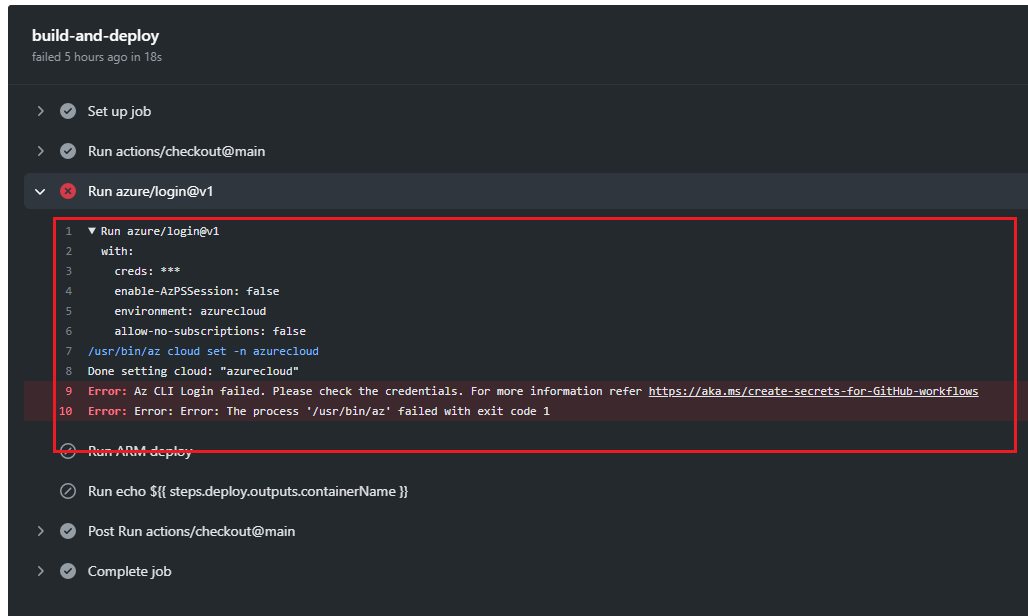 build-and-deploy
failed 5 hours ago in 18s
Set up job
Run actions/checkout@main
Run azure/login@v1
1 ▼ Run azure/login@v1
2 with:
3 creds: ***
4 enable-AzPSSession: false
5 environment: azurecloud
6 allow-no-subscriptions: false
7 /usr/bin/az cloud set -n azurecloud
8 Done setting cloud: "azurecloud"
9 Error: Az CLI Login failed. Please check the credentials. For more information refer https://aka.ms/create-secrets-for-GitHub-workflows
10 Error: Error: Error: The process '/usr/bin/az' failed with exit code 1
Run ARM deploy
Run echo ${{ steps.deploy.outputs.containerName }}
Post Run actions/checkout@main
Complete job